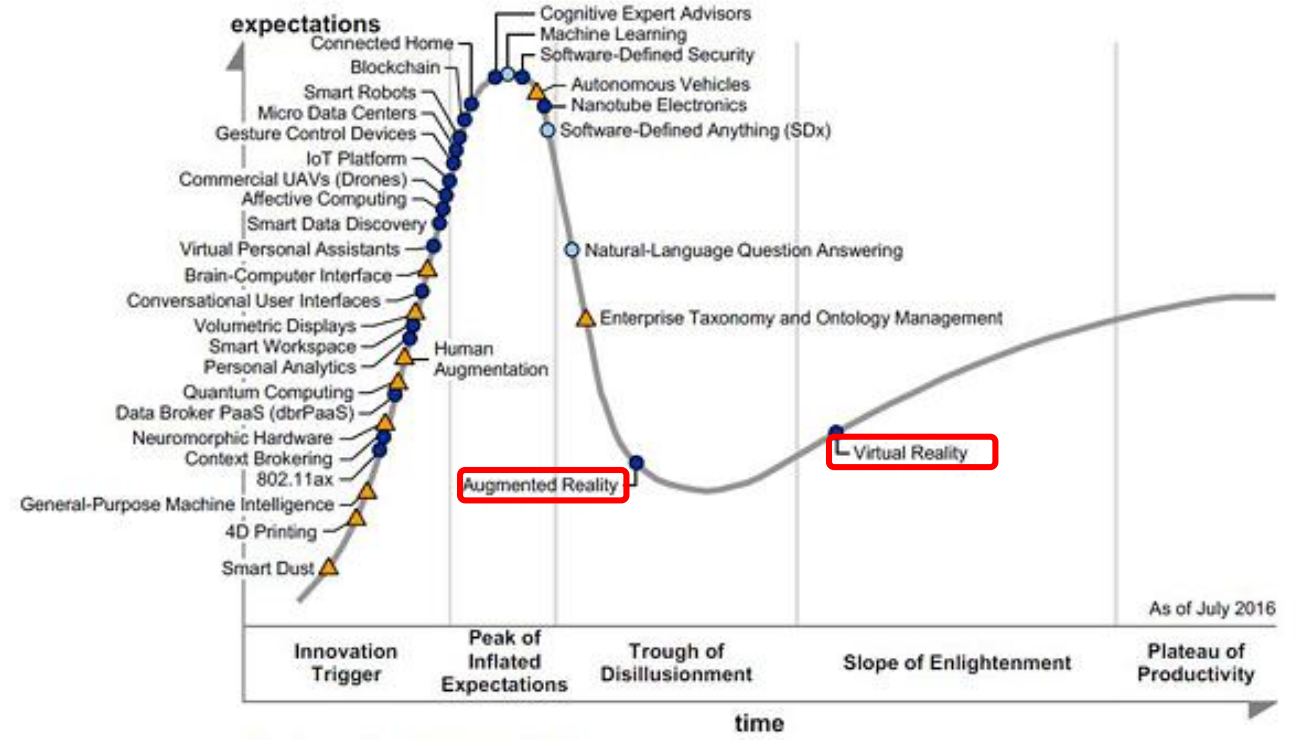 expectations
Cognitive Expert Advisors
Machine Learning
Software-Defined Security
Connected Home
Blockchain
Smart Robots
Micro Data Centers
Gesture Control Devices
IoT Platform
Commercial UAVs (Drones)
Affective Computing
Smart Data Discovery
Virtual Personal Assistants
Brain-Computer Interface
Conversational User Interfaces
Volumetric Displays
Smart Workspace
Personal Analytics
Quantum Computing
Data Broker PaaS (dbrPaaS)
Neuromorphic Hardware
Context Brokering
802.11ax
General-Purpose Machine Intelligence
4D Printing
Smart Dust
Human
Augmentation
Autonomous Vehicles
Nanotube Electronics
Software-Defined Anything (SDx)
Natural-Language Question Answering
Enterprise Taxonomy and Ontology Management
Augmented Reality
Virtual Reality
As of July 2016
Innovation
Trigger
Peak of
Inflated
Expectations
Trough of
Disillusionment
Slope of Enlightenment
Plateau of
Productivity
time